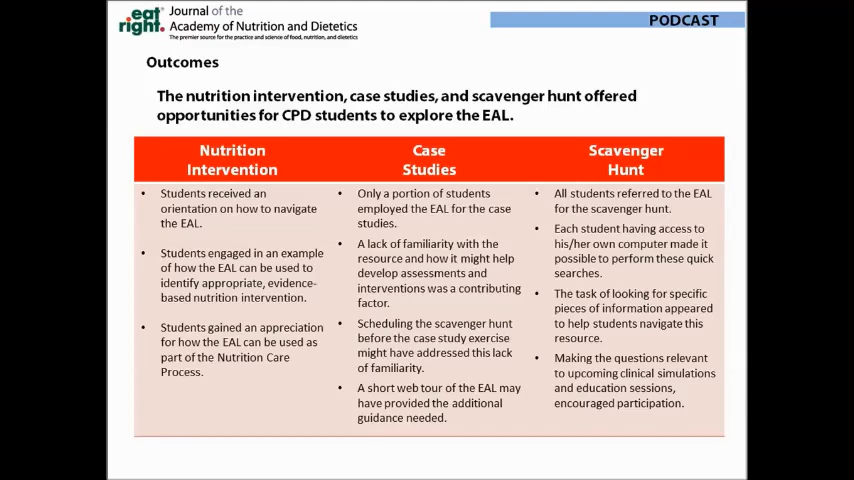 eat right.
Journal of the
Academy of Nutrition and Dietetics
The premier source for the practice and science of food, nutrition, and dietetics
PODCAST
Outcomes
The nutrition intervention, case studies, and scavenger hunt offered
opportunities for CPD students to explore the EAL.
Nutrition
Intervention
• Students received an
orientation on how to navigate
the EAL.
• Students engaged in an example
of how the EAL can be used to
identify appropriate, evidence-
based nutrition intervention.
• Students gained an appreciation
for how the EAL can be used as
part of the Nutrition Care
Process.
Case
Studies
• Only a portion of students
employed the EAL for the case
studies.
• A lack of familiarity with the
resource and how it might help
develop assessments and
interventions was a contributing
factor.
• Scheduling the scavenger hunt
before the case study exercise
might have addressed this lack
of familiarity.
• A short web tour of the EAL may
have provided the additional
guidance needed.
Scavenger
Hunt
• All students referred to the EAL
for the scavenger hunt.
• Each student having access to
his/her own computer made it
possible to perform these quick
searches.
• The task of looking for specific
pieces of information appeared
to help students navigate this
resource.
• Making the questions relevant
to upcoming clinical simulations
and education sessions,
encouraged participation.